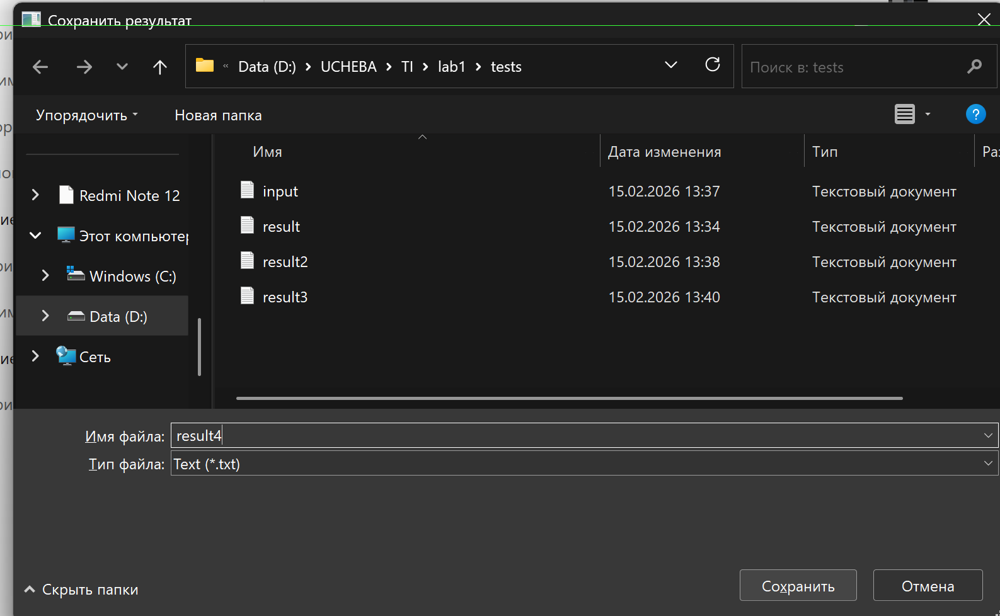 Сохранить результат
« Data (D:) > UCHEBA > TI > lab1 > tests
Поиск в: tests
Упорядочить
Новая папка
?
Имя
Дата изменения
Тип
Раз
Redmi Note 12
Этот компьютер
Windows (C:)
Data (D:)
Сеть
input 15.02.2026 13:37 Текстовый документ
result 15.02.2026 13:34 Текстовый документ
result2 15.02.2026 13:38 Текстовый документ
result3 15.02.2026 13:40 Текстовый документ
Имя файла: result4
Тип файла: Text (*.txt)
Скрыть папки
Сохранить
Отмена